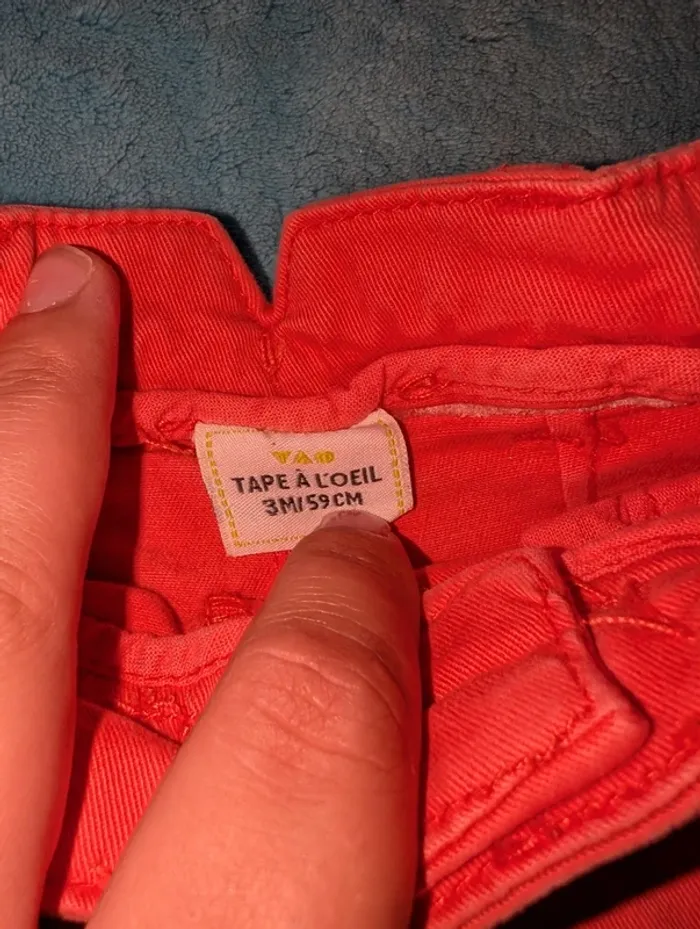 TAO
TAPE À L'OEIL
3M/59CM